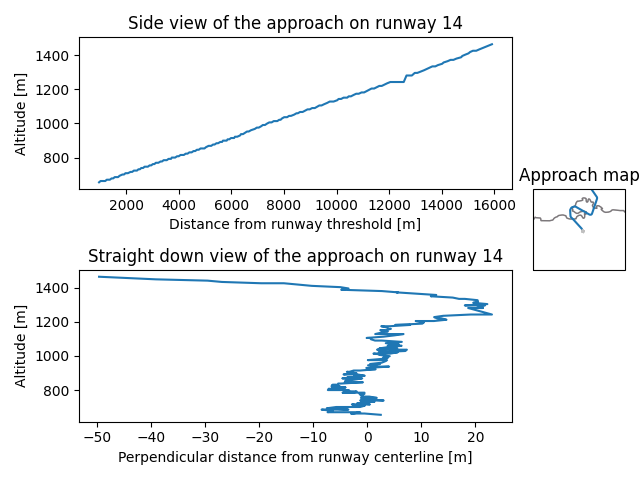 Side view of the approach on runway 14
1400
1200
1000
800
Altitude [m]
2000 4000 6000 8000 10000 12000 14000 16000
Distance from runway threshold [m]
Approach map
Straight down view of the approach on runway 14
1400
1200
1000
800
Altitude [m]
−50 −40 −30 −20 −10 0 10 20
Perpendicular distance from runway centerline [m]